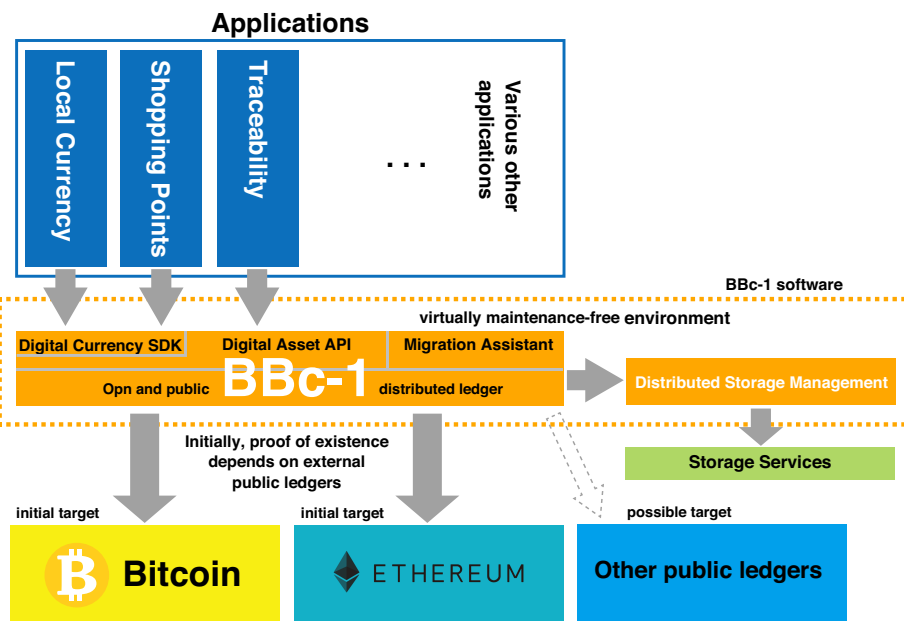 Applications
Local Currency
Shopping Points
Traceability
. . .
Various other
applications
BBc-1 software
virtually maintenance-free environment
Digital Currency SDK
Digital Asset API
Migration Assistant
Opn and public BBc-1 distributed ledger
Distributed Storage Management
Initially, proof of existence
depends on external
public ledgers
Storage Services
initial target
initial target
possible target
Bitcoin
ETHEREUM
Other public ledgers